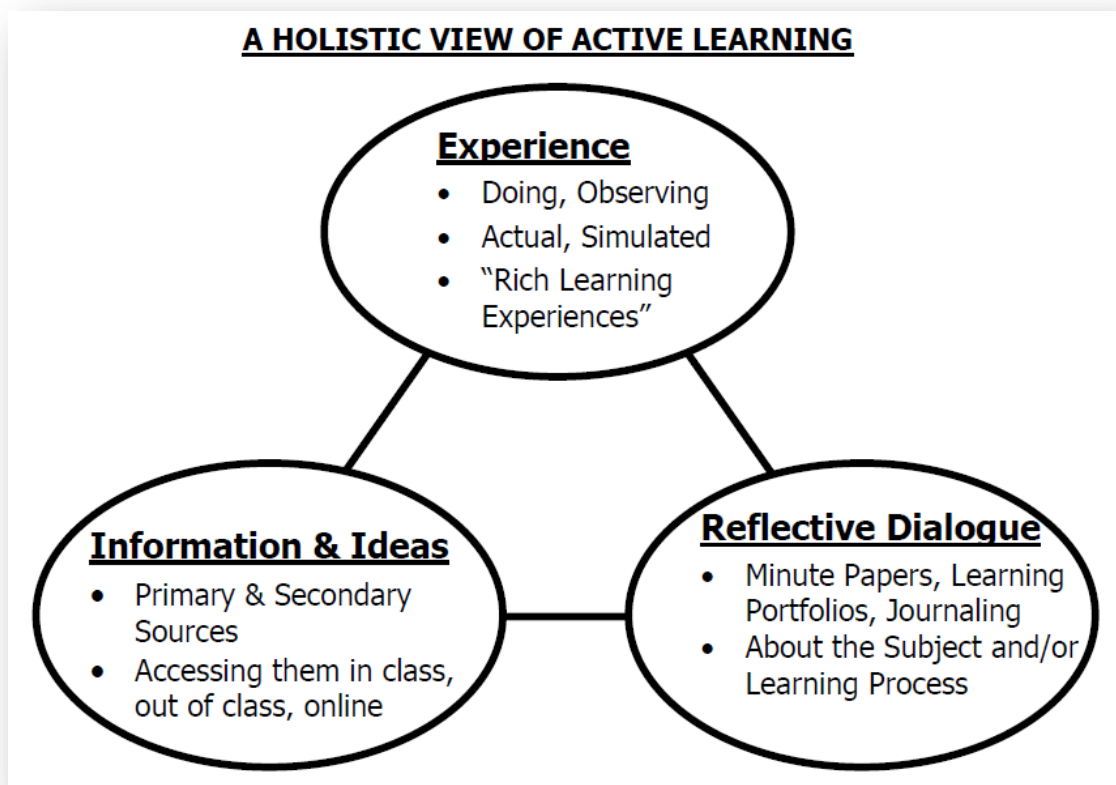 A HOLISTIC VIEW OF ACTIVE LEARNING
Experience
• Doing, Observing
• Actual, Simulated
• “Rich Learning
Experiences”
Information & Ideas
• Primary & Secondary
Sources
• Accessing them in class,
out of class, online
Reflective Dialogue
• Minute Papers, Learning
Portfolios, Journaling
• About the Subject and/or
Learning Process